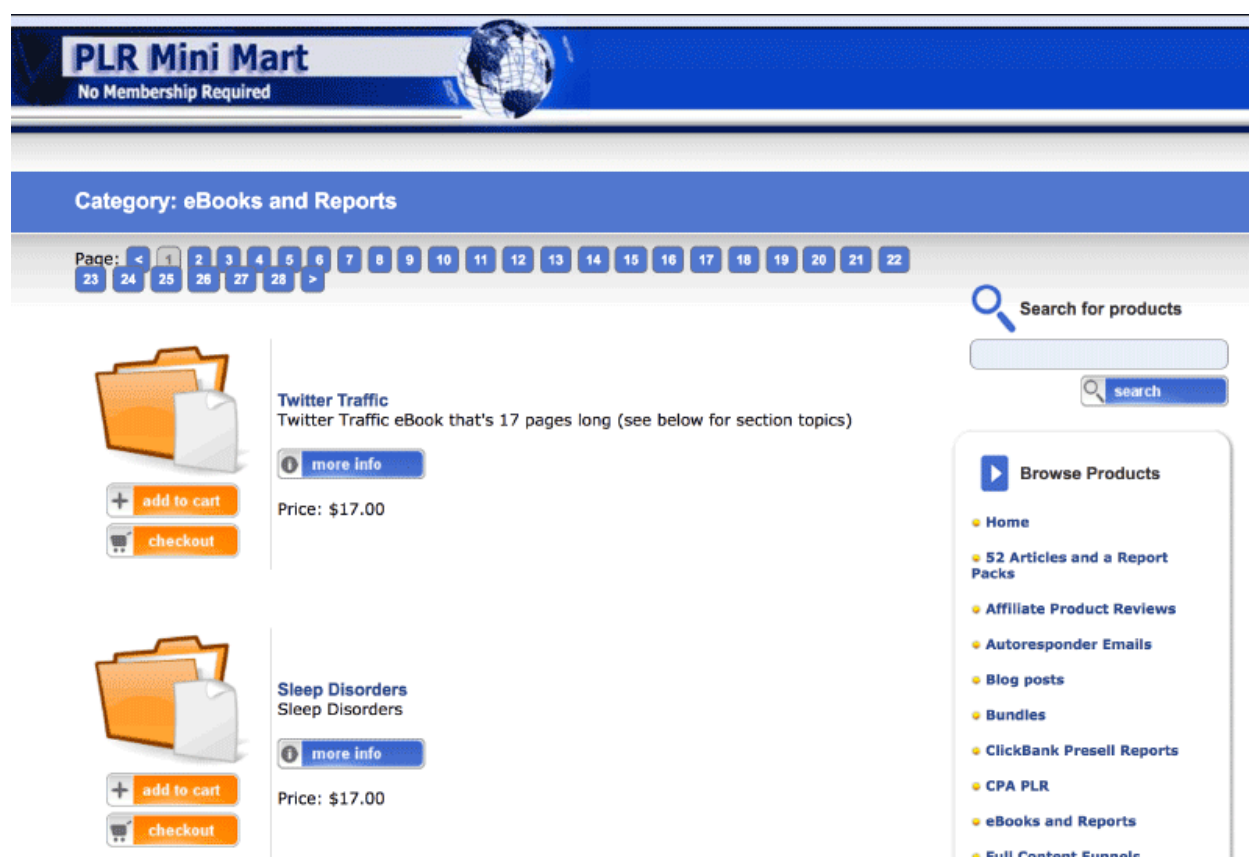 PLR Mini Mart
No Membership Required
Category: eBooks and Reports
Page: < 1 2 3 4 5 6 7 8 9 10 11 12 13 14 15 16 17 18 19 20 21 22
23 24 25 26 27 28 >
Search for products
search
Twitter Traffic
Twitter Traffic eBook that's 17 pages long (see below for section topics)
more info
Price: $17.00
add to cart
checkout
Sleep Disorders
Sleep Disorders
more info
Price: $17.00
add to cart
checkout
Browse Products
Home
52 Articles and a Report
Packs
Affiliate Product Reviews
Autoresponder Emails
Blog posts
Bundles
ClickBank Presell Reports
CPA PLR
eBooks and Reports
Full Content Funnels